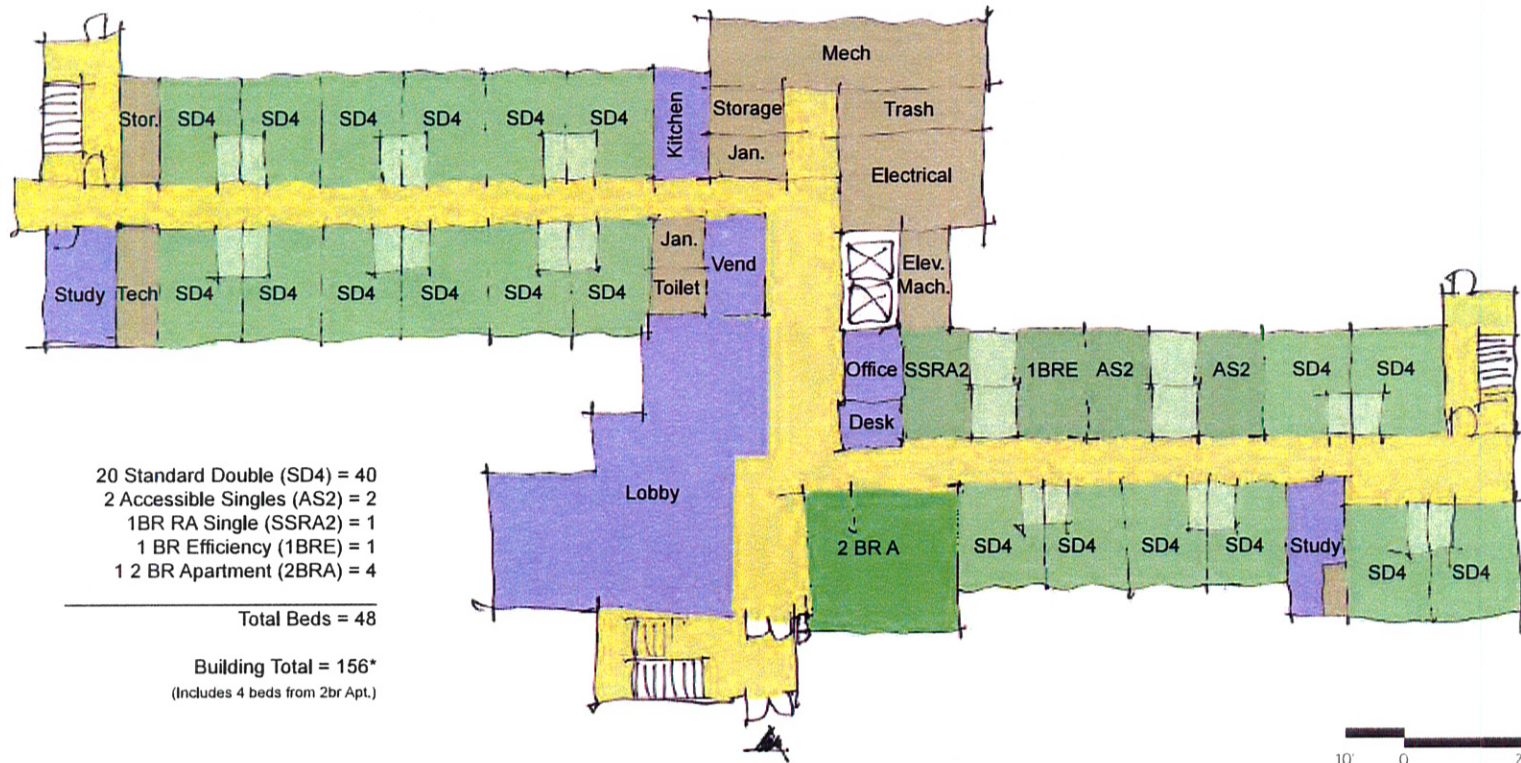 Mech
Stor. SD4 SD4 SD4 SD4 SD4 SD4 Kitchen Storage Trash
Jan. Electrical
Study Tech SD4 SD4 SD4 SD4 SD4 SD4 Jan. Toilet Vend Elev. Mach.
Office SSRA2 1BRE AS2 AS2 SD4 SD4
Desk
Lobby
2 BR A SD4 SD4 SD4 SD4 Study SD4 SD4
20 Standard Double (SD4) = 40
2 Accessible Singles (AS2) = 2
1BR RA Single (SSRA2) = 1
1 BR Efficiency (1BRE) = 1
1 2 BR Apartment (2BRA) = 4
Total Beds = 48
Building Total = 156*
(Includes 4 beds from 2br Apt.)
10' 0